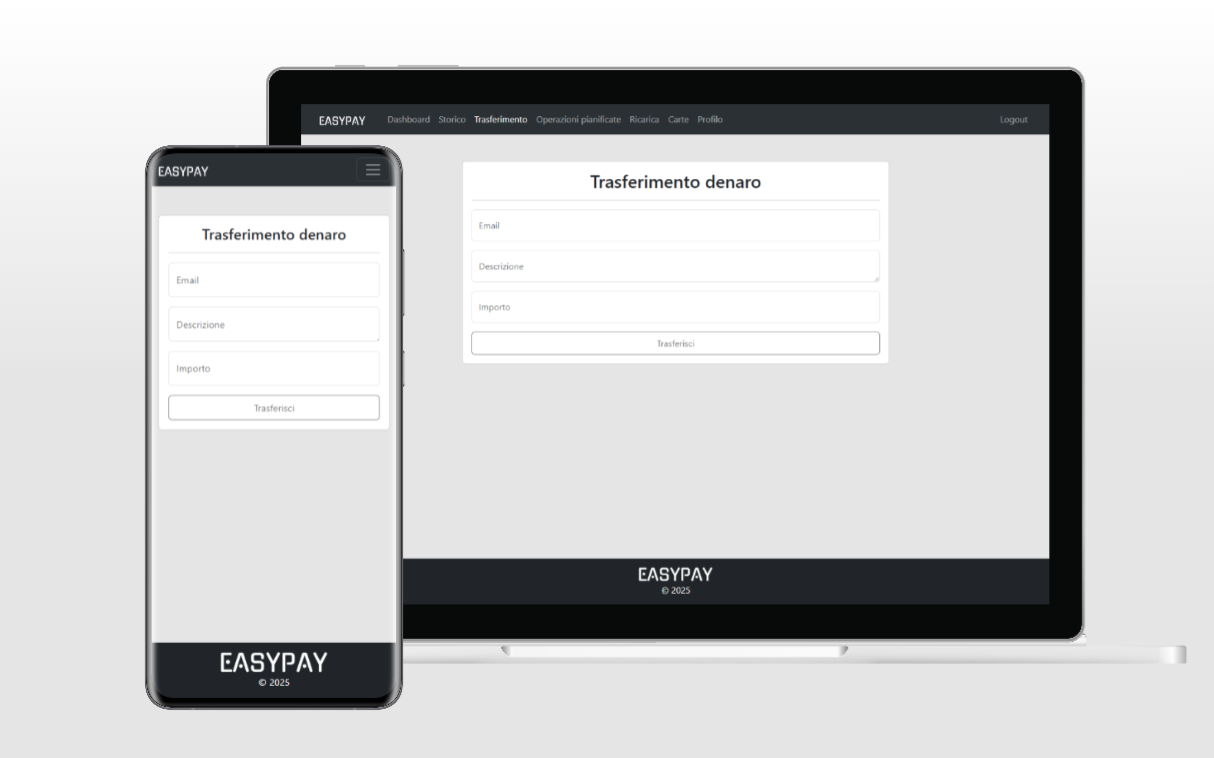 EASYPAY Dashboard Storico Trasferimento Operazioni pianificate Ricarica Carte Profilo Logout
Trasferimento denaro
Email
Descrizione
Importo
Trasferisci
EASYPAY
© 2025
EASYPAY
Trasferimento denaro
Email
Descrizione
Importo
Trasferisci
EASYPAY
© 2025